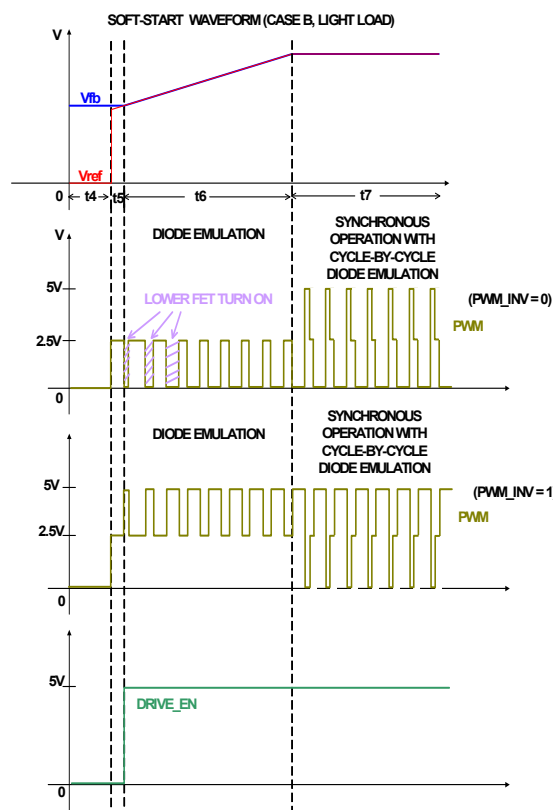 SOFT-START WAVEFORM (CASE B, LIGHT LOAD)
V
Vfb
Vref
0
t4
t5
t6
t7
V
DIODE EMULATION
SYNCHRONOUS
OPERATION WITH
CYCLE-BY-CYCLE
DIODE EMULATION
5V
LOWER FET TURN ON
(PWM_INV = 0)
PWM
2.5V
0
DIODE EMULATION
SYNCHRONOUS
OPERATION WITH
CYCLE-BY-CYCLE
DIODE EMULATION
5V
(PWM_INV = 1
PWM
2.5V
0
5V
DRIVE_EN
0